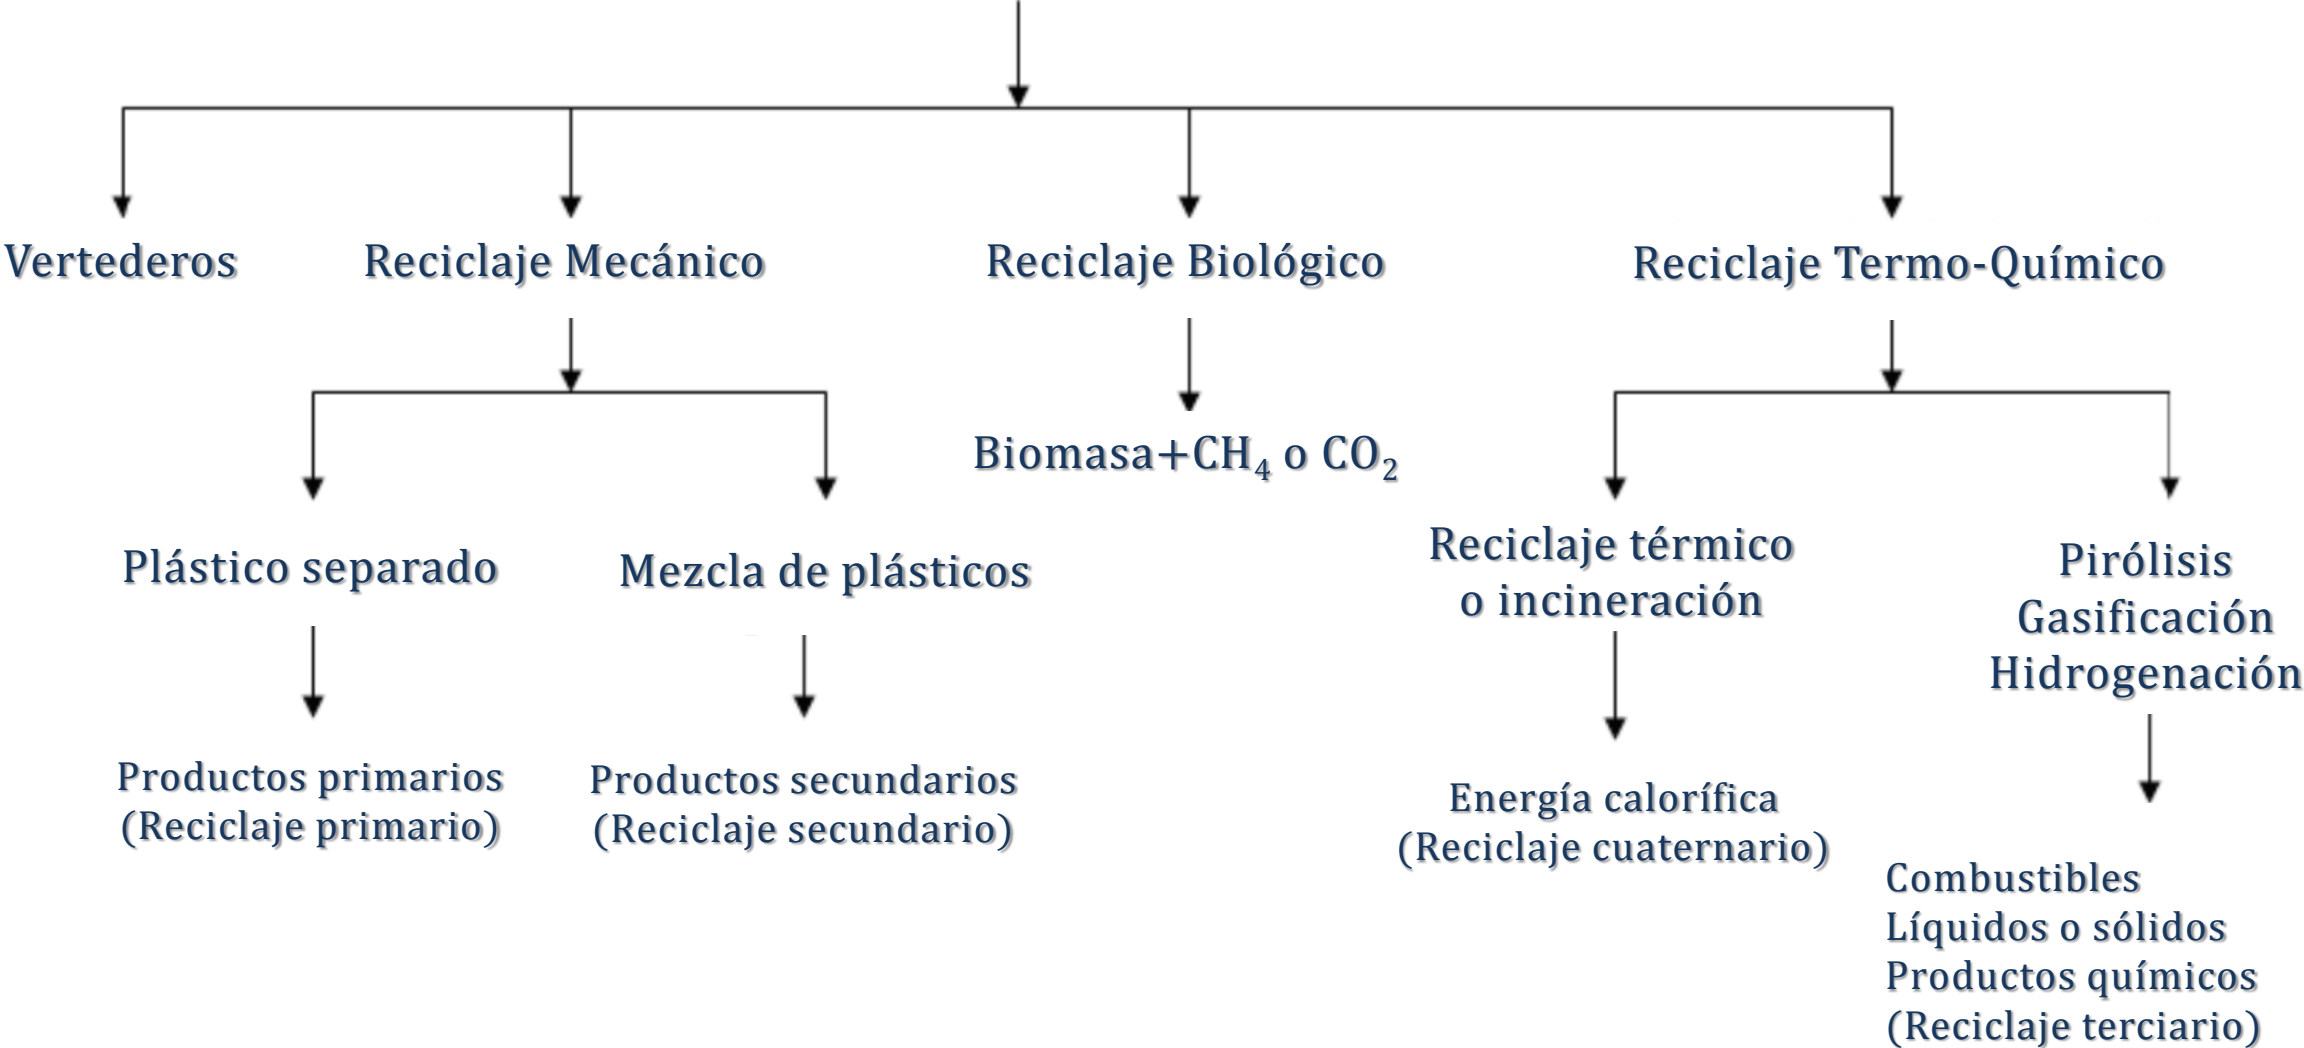 Vertederos
Reciclaje Mecánico
Reciclaje Biológico
Reciclaje Termo-Químico
Biomasa+CH₄ o CO₂
Plástico separado
Mezcla de plásticos
Reciclaje térmico
o incineración
Pirólisis
Gasificación
Hidrogenación
Productos primarios
(Reciclaje primario)
Productos secundarios
(Reciclaje secundario)
Energía calorífica
(Reciclaje cuaternario)
Combustibles
Líquidos o sólidos
Productos químicos
(Reciclaje terciario)